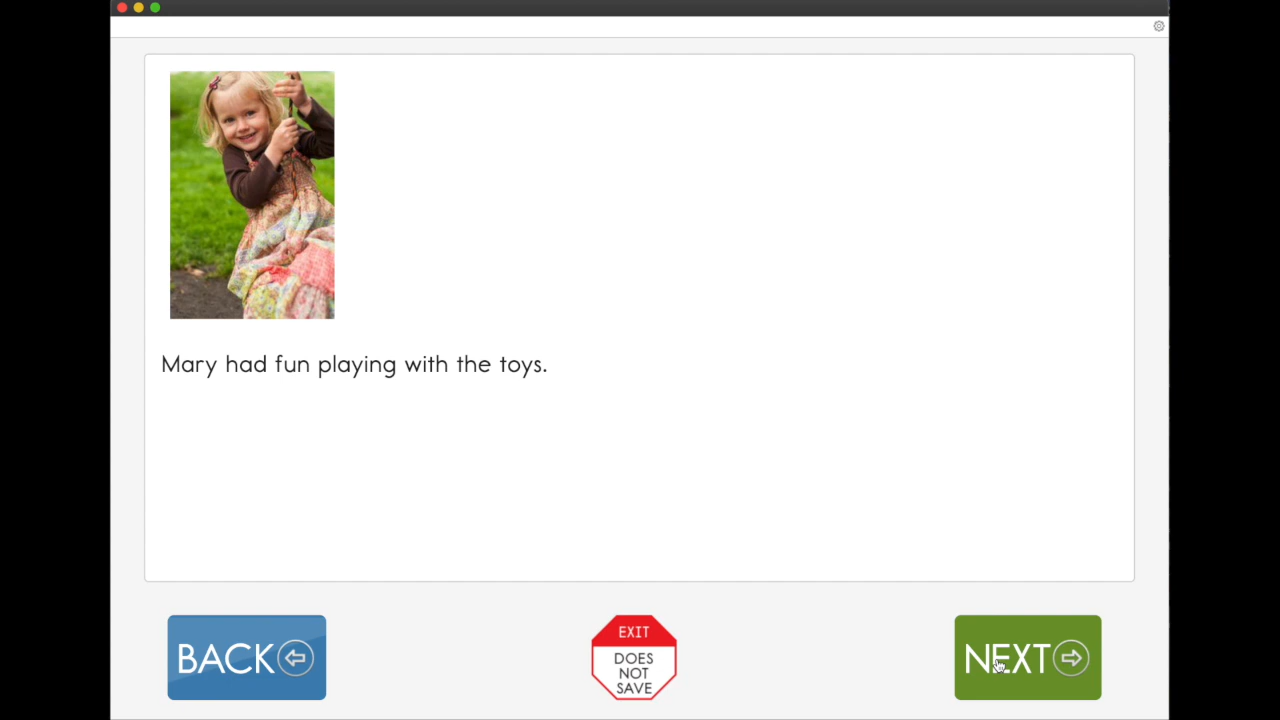 Mary had fun playing with the toys.
BACK
EXIT
DOES
NOT
SAVE
NEXT